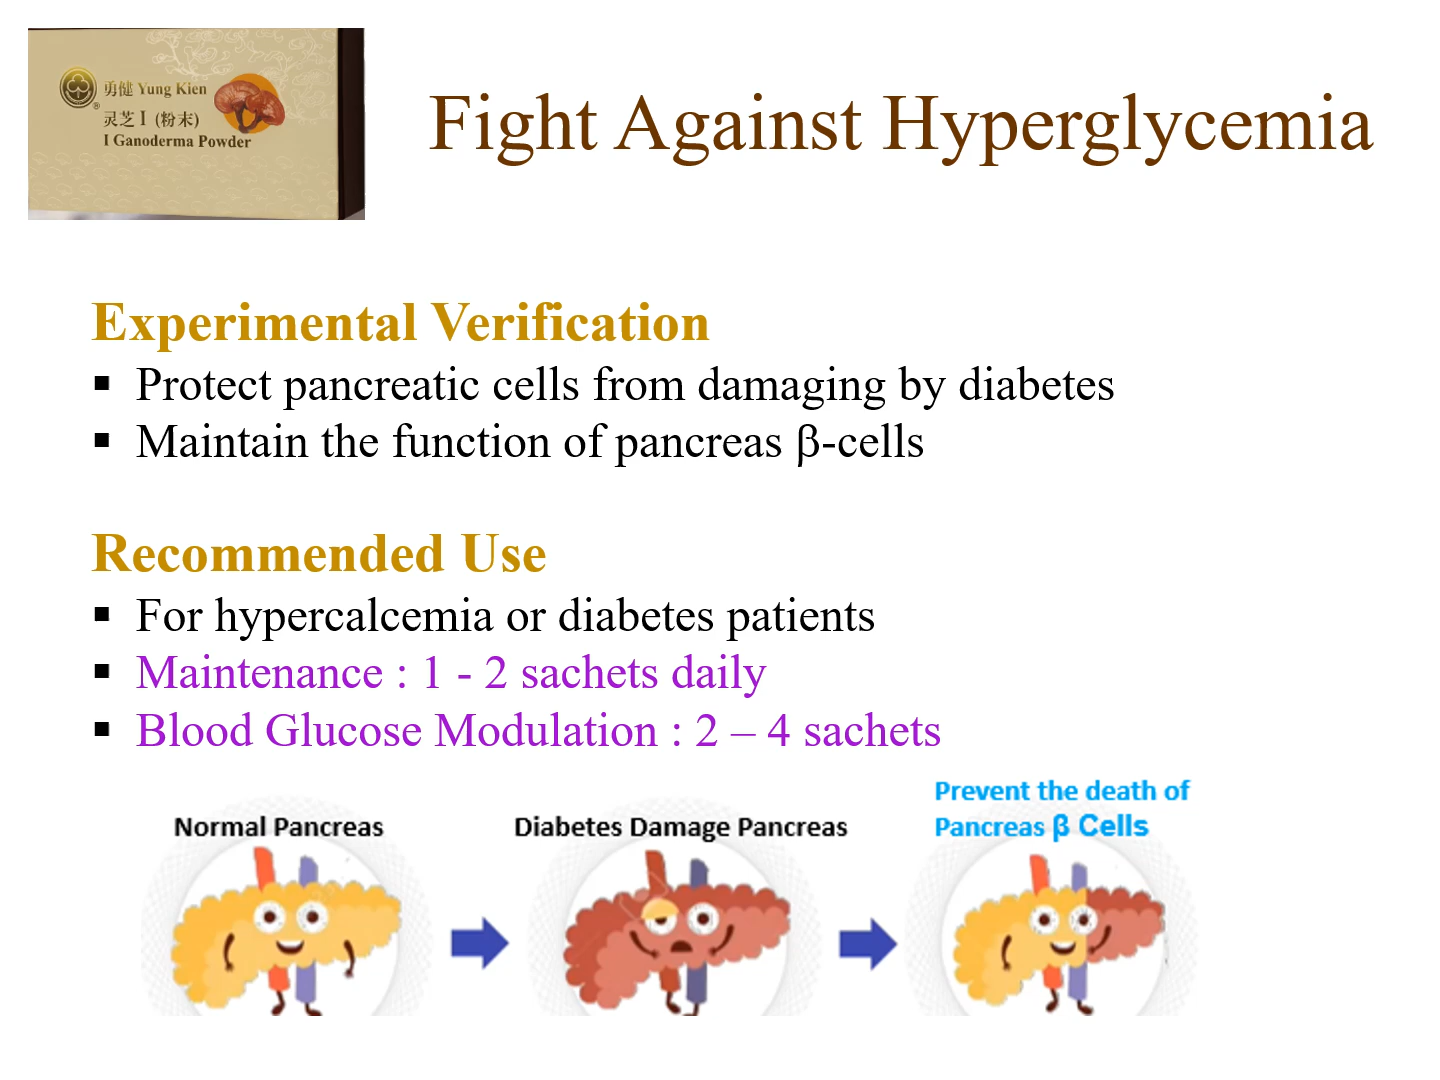 勇健 Yung Kien
®
灵芝 I (粉末)
I Ganoderma Powder
Fight Against Hyperglycemia
Experimental Verification
▪ Protect pancreatic cells from damaging by diabetes
▪ Maintain the function of pancreas β-cells
Recommended Use
▪ For hypercalcemia or diabetes patients
▪ Maintenance : 1 - 2 sachets daily
▪ Blood Glucose Modulation : 2 – 4 sachets
Normal Pancreas
Diabetes Damage Pancreas
Prevent the death of
Pancreas β Cells